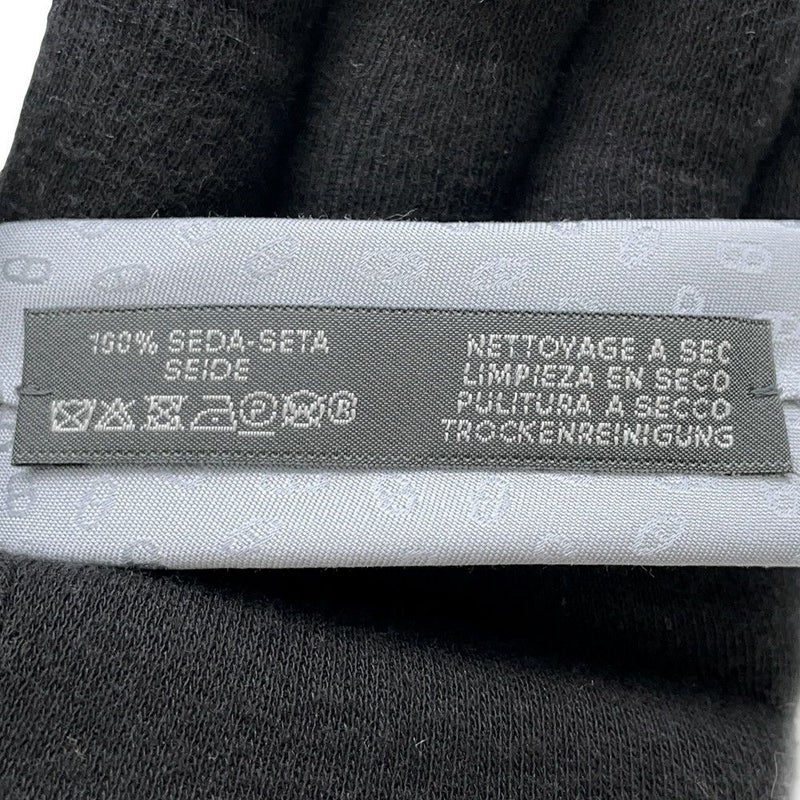 100% SEDA-SETA
SEIDE
P
W
B
NETTOYAGE A SEC
LIMPIEZA EN SECO
PULITURA A SECCO
TROCKENREINIGUNG